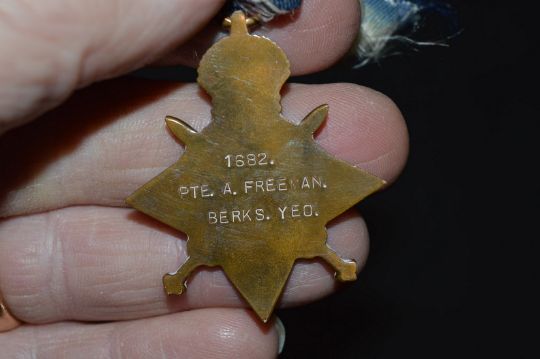 1682.
PTE. A. FREEMAN.
BERKS. YEO.